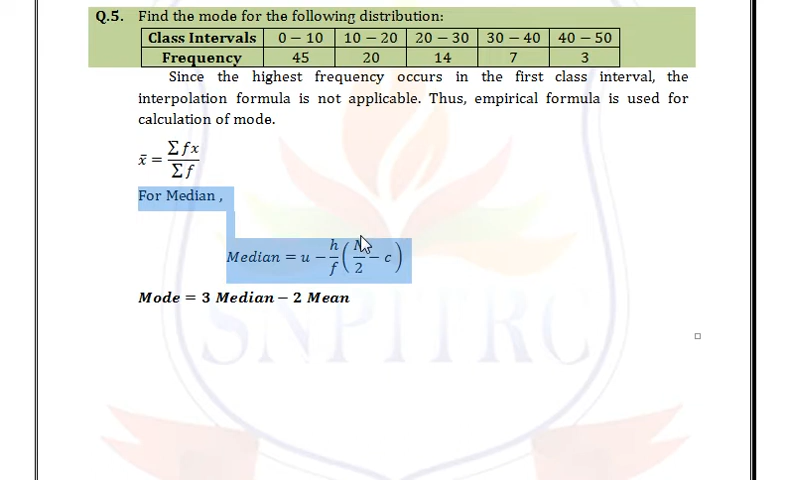 Q.5. Find the mode for the following distribution:
Class Intervals 0 – 10 10 – 20 20 – 30 30 – 40 40 – 50
Frequency 45 20 14 7 3
Since the highest frequency occurs in the first class interval, the
interpolation formula is not applicable. Thus, empirical formula is used for
calculation of mode.
x̄ = Σ fx / Σ f
For Median ,
Median = u − h/f ( N/2 − c )
Mode = 3 Median − 2 Mean
SNPITRC